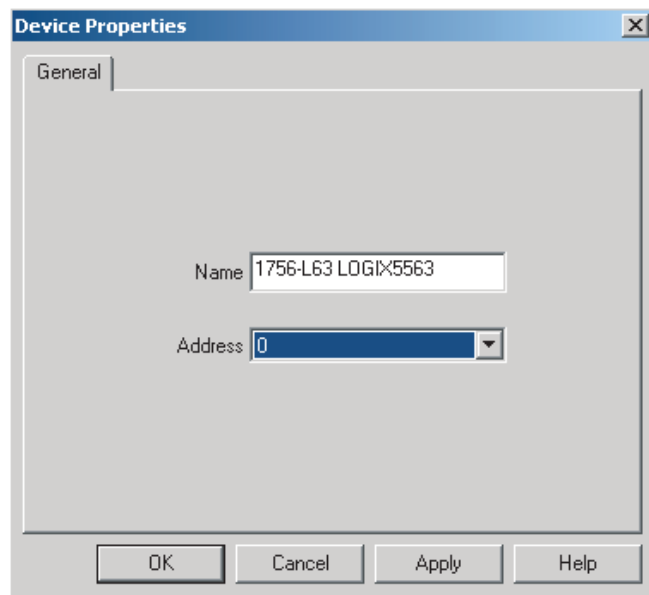 Device Properties
General
Name 1756-L63 LOGIX5563
Address 0
OK Cancel Apply Help